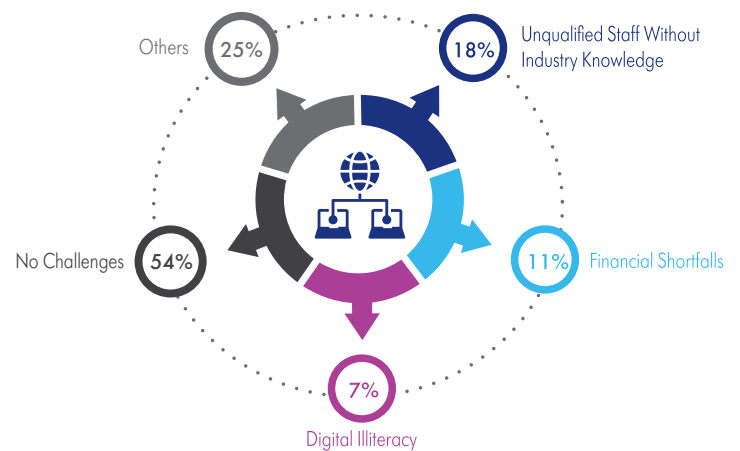 Others
25%
18%
Unqualified Staff Without
Industry Knowledge
No Challenges
54%
11%
Financial Shortfalls
7%
Digital Illiteracy